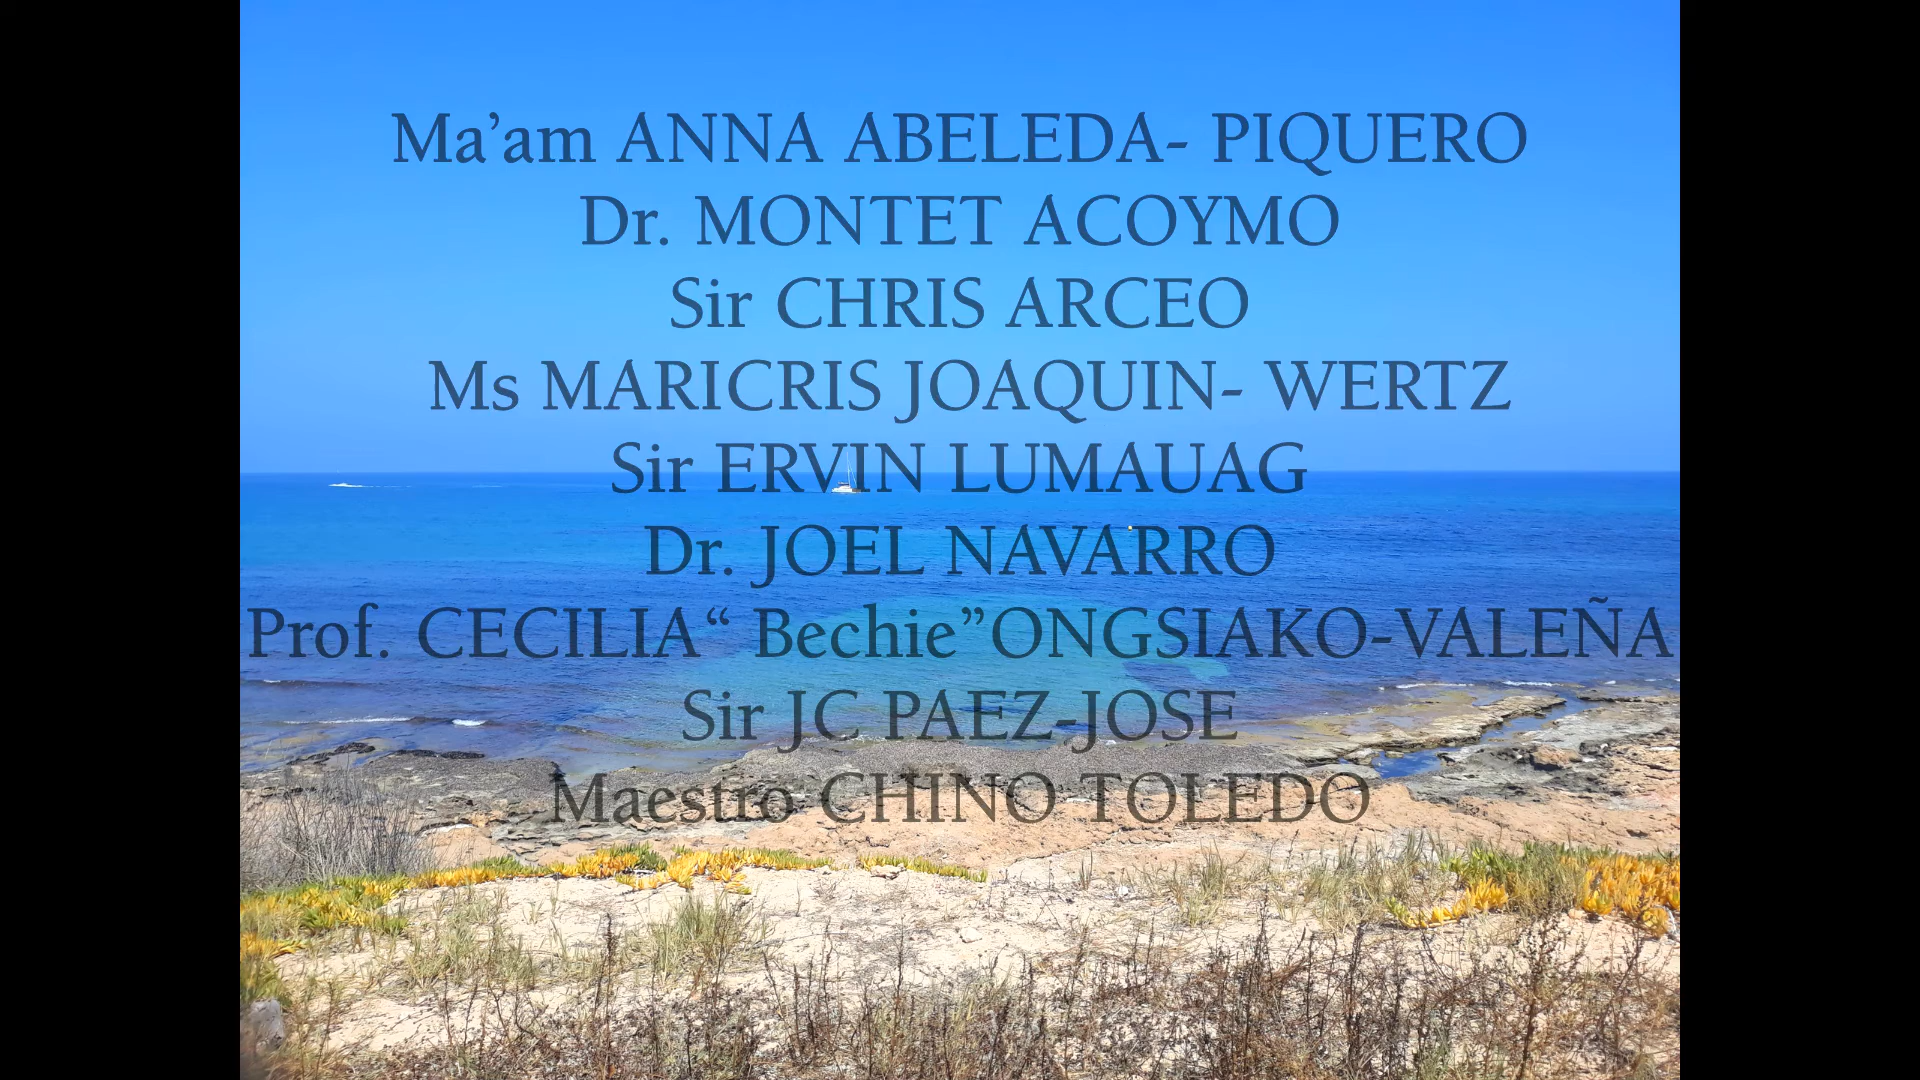 Ma’am ANNA ABELEDA- PIQUERO
Dr. MONTET ACOYMO
Sir CHRIS ARCEO
Ms MARICRIS JOAQUIN- WERTZ
Sir ERVIN LUMAUAG
Dr. JOEL NAVARRO
Prof. CECILIA“ Bechie”ONGSIAKO-VALEÑA
Sir JC PAEZ-JOSE
Maestro CHINO TOLEDO